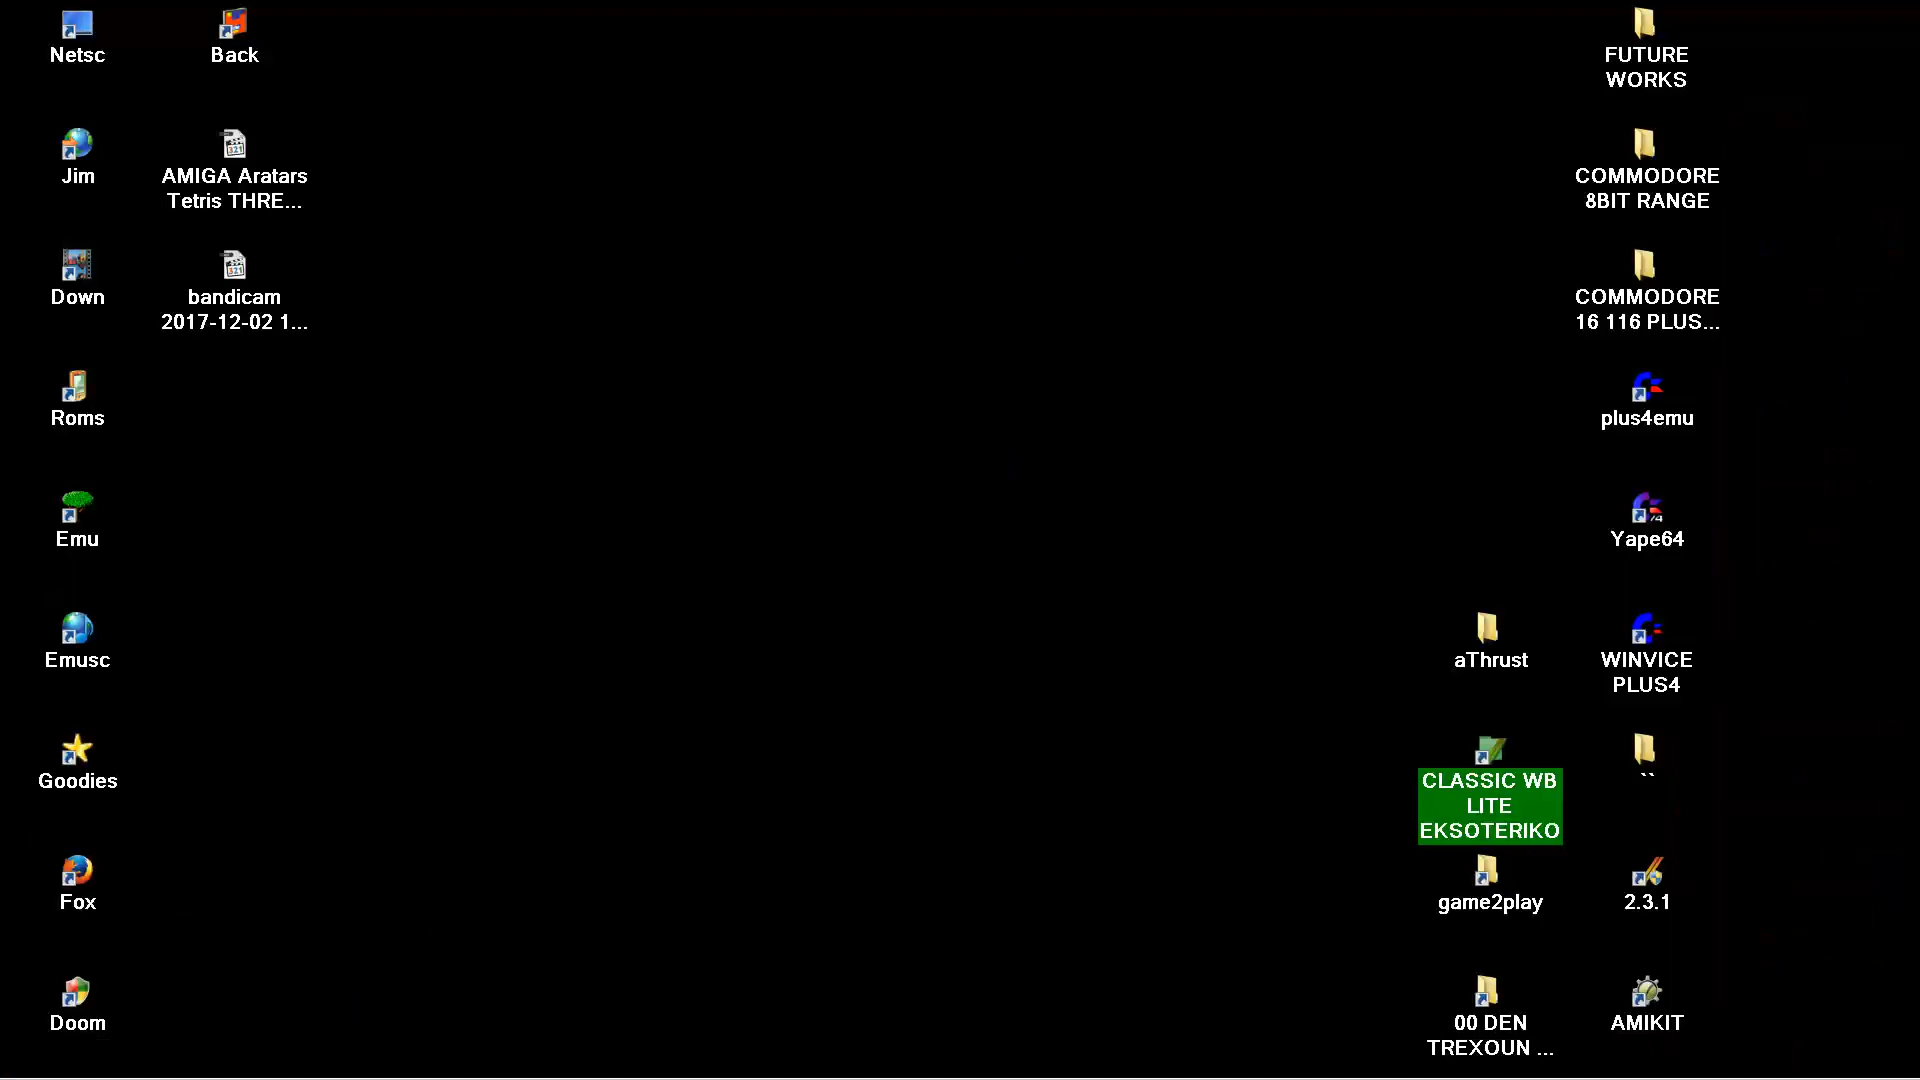 Netsc
Back
FUTURE
WORKS
Jim
AMIGA Aratars
Tetris THRE...
COMMODORE
8BIT RANGE
Down
bandicam
2017-12-02 1...
COMMODORE
16 116 PLUS...
Roms
plus4emu
Emu
Yape64
Emusc
aThrust
WINVICE
PLUS4
Goodies
CLASSIC WB
LITE
EKSOTERIKO
``
Fox
game2play
2.3.1
Doom
00 DEN
TREXOUN ...
AMIKIT